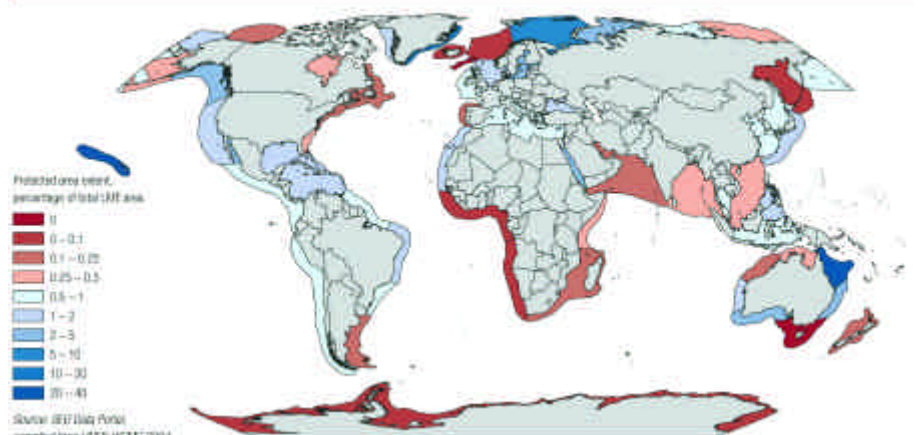 Protected area extent,
percentage of total LME area
0
0 – 0.1
0.1 – 0.25
0.25 – 0.5
0.5 – 1
1 – 2
2 – 5
5 – 10
10 – 20
20 – 40
Source: GEO Data Portal,